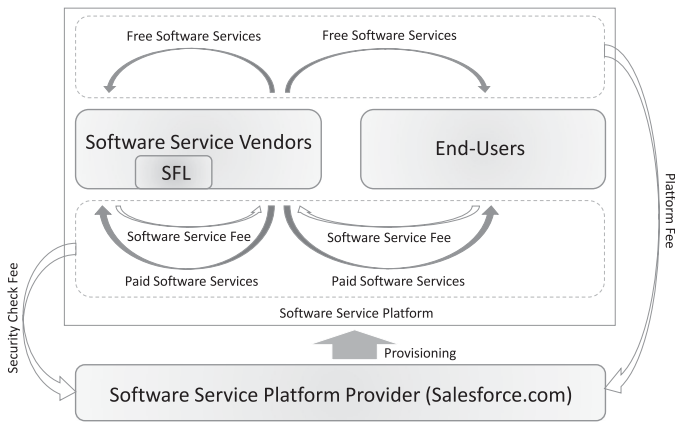 Free Software Services
Free Software Services
Software Service Vendors
SFL
End-Users
Software Service Fee
Software Service Fee
Paid Software Services
Paid Software Services
Software Service Platform
Platform Fee
Security Check Fee
Provisioning
Software Service Platform Provider (Salesforce.com)